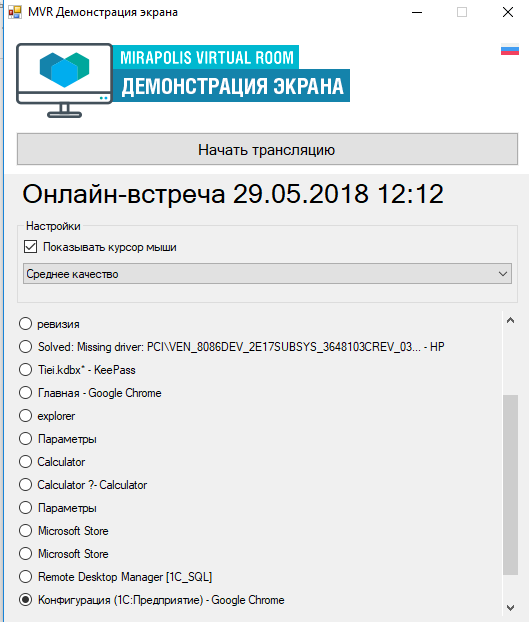 MVR Демонстрация экрана
MIRAPOLIS VIRTUAL ROOM
ДЕМОНСТРАЦИЯ ЭКРАНА
Начать трансляцию
Онлайн-встреча 29.05.2018 12:12
Настройки
Показывать курсор мыши
Среднее качество
ревизия
Solved: Missing driver: PCI\VEN_8086DEV_2E17SUBSYS_3648103CREV_03... - HP
Tiei.kdbx* - KeePass
Главная - Google Chrome
explorer
Параметры
Calculator
Calculator ?- Calculator
Параметры
Microsoft Store
Microsoft Store
Remote Desktop Manager [1C_SQL]
Конфигурация (1С:Предприятие) - Google Chrome